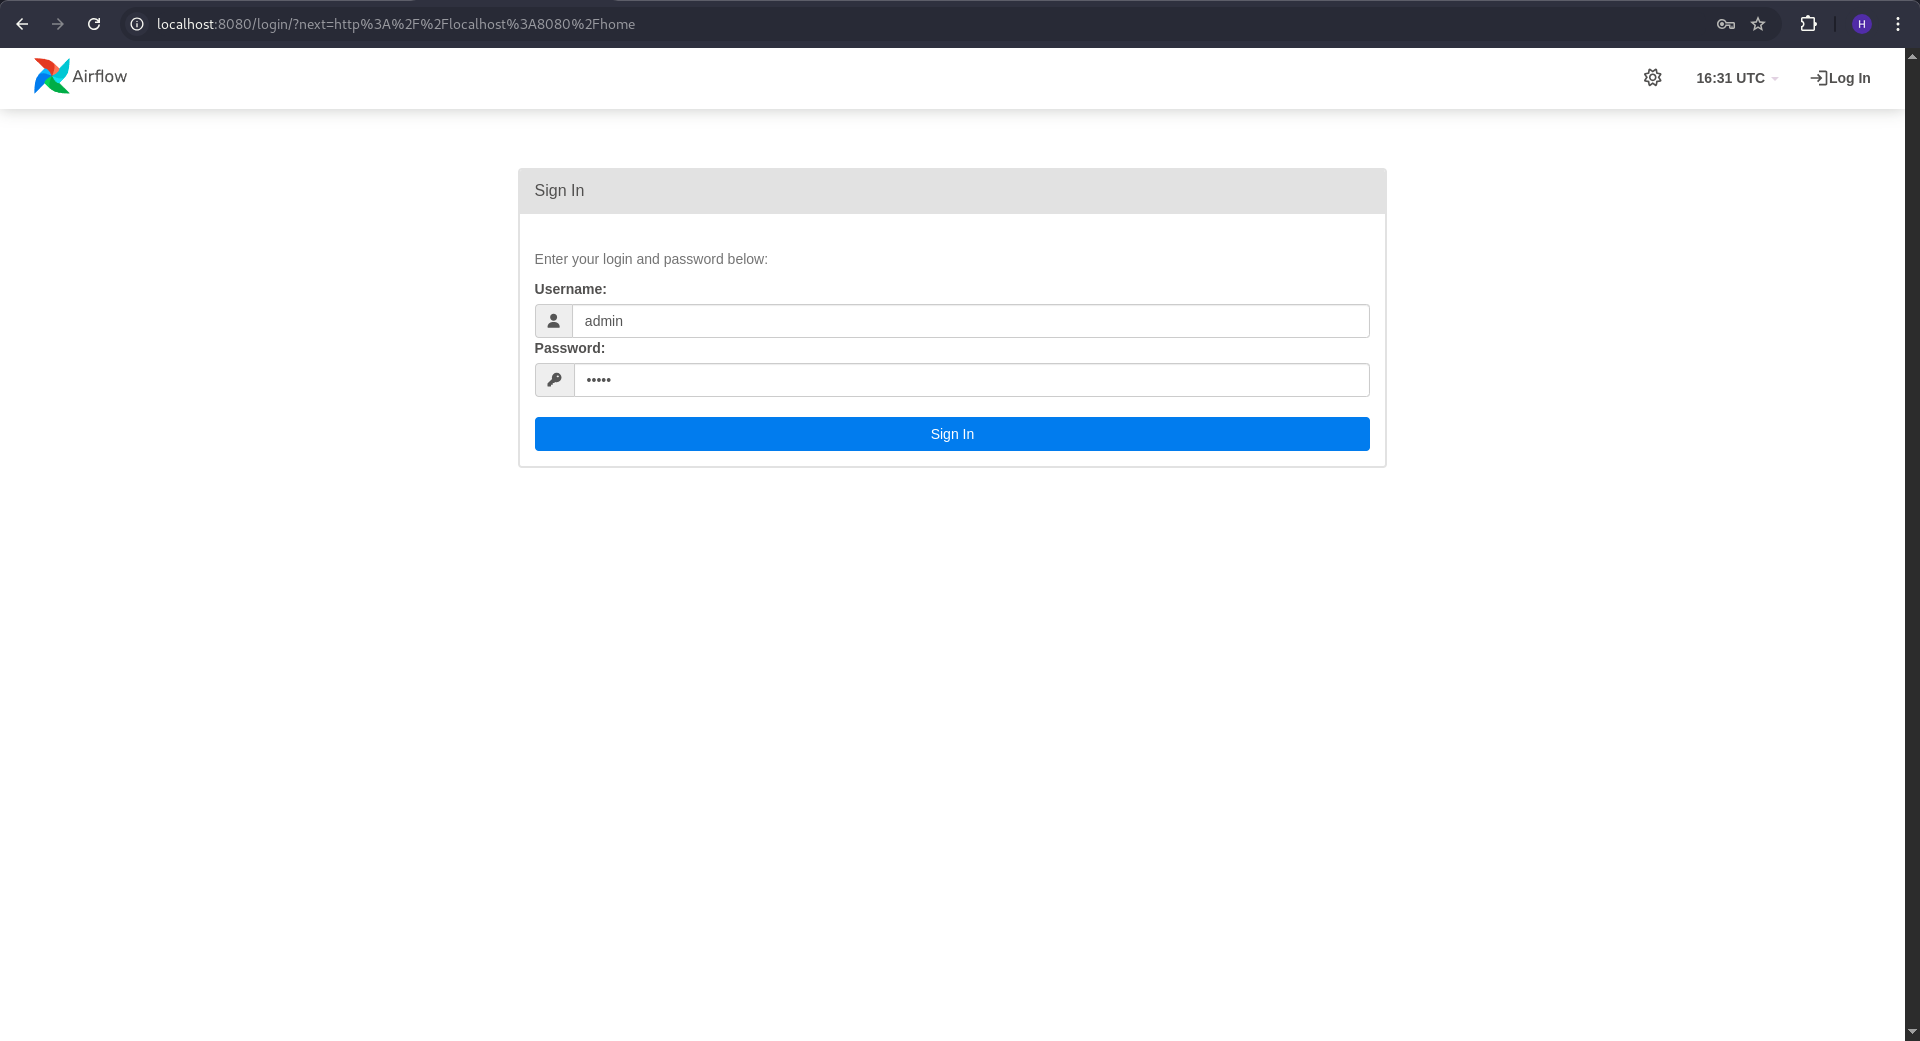 localhost:8080/login/?next=http%3A%2F%2Flocalhost%3A8080%2Fhome
H
Airflow
16:31 UTC
Log In
Sign In
Enter your login and password below:
Username:
admin
Password:
•••••
Sign In